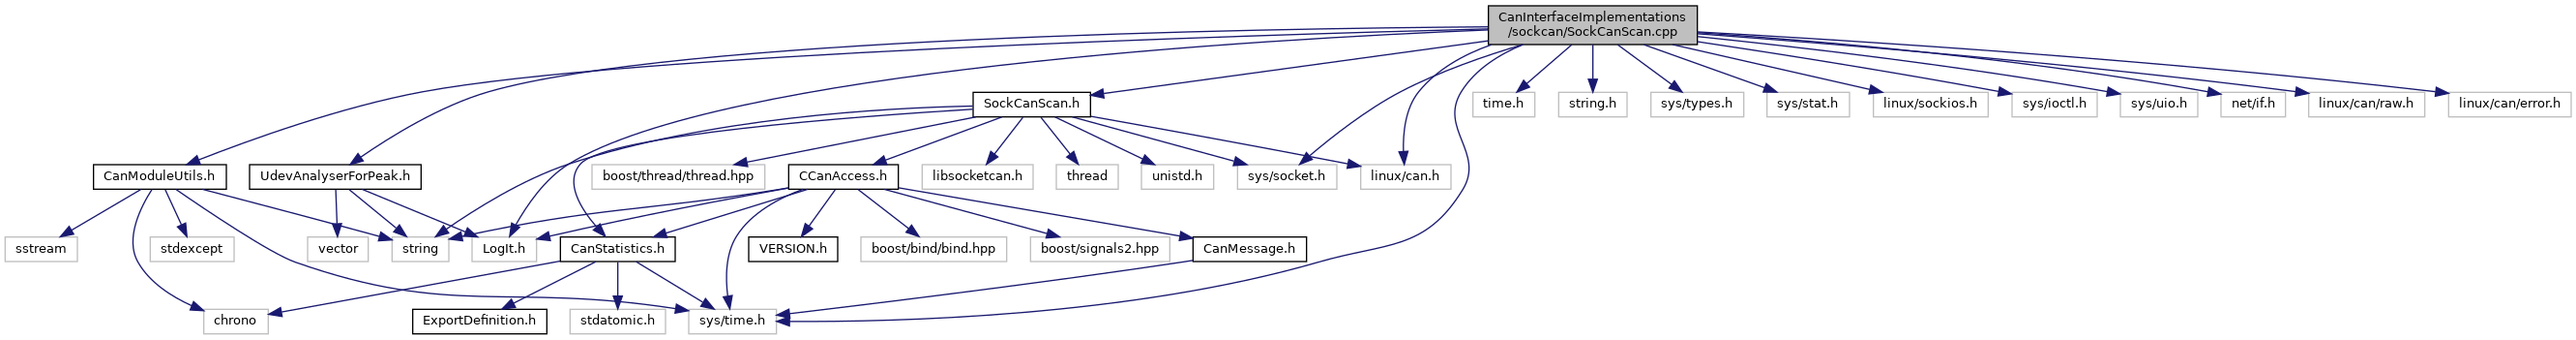 CanInterfaceImplementations
/sockcan/SockCanScan.cpp
SockCanScan.h
time.h
string.h
sys/types.h
sys/stat.h
linux/sockios.h
sys/ioctl.h
sys/uio.h
net/if.h
linux/can/raw.h
linux/can/error.h
CanModuleUtils.h
UdevAnalyserForPeak.h
boost/thread/thread.hpp
CCanAccess.h
libsocketcan.h
thread
unistd.h
sys/socket.h
linux/can.h
sstream
stdexcept
vector
string
LogIt.h
CanStatistics.h
VERSION.h
boost/bind/bind.hpp
boost/signals2.hpp
CanMessage.h
chrono
ExportDefinition.h
stdatomic.h
sys/time.h